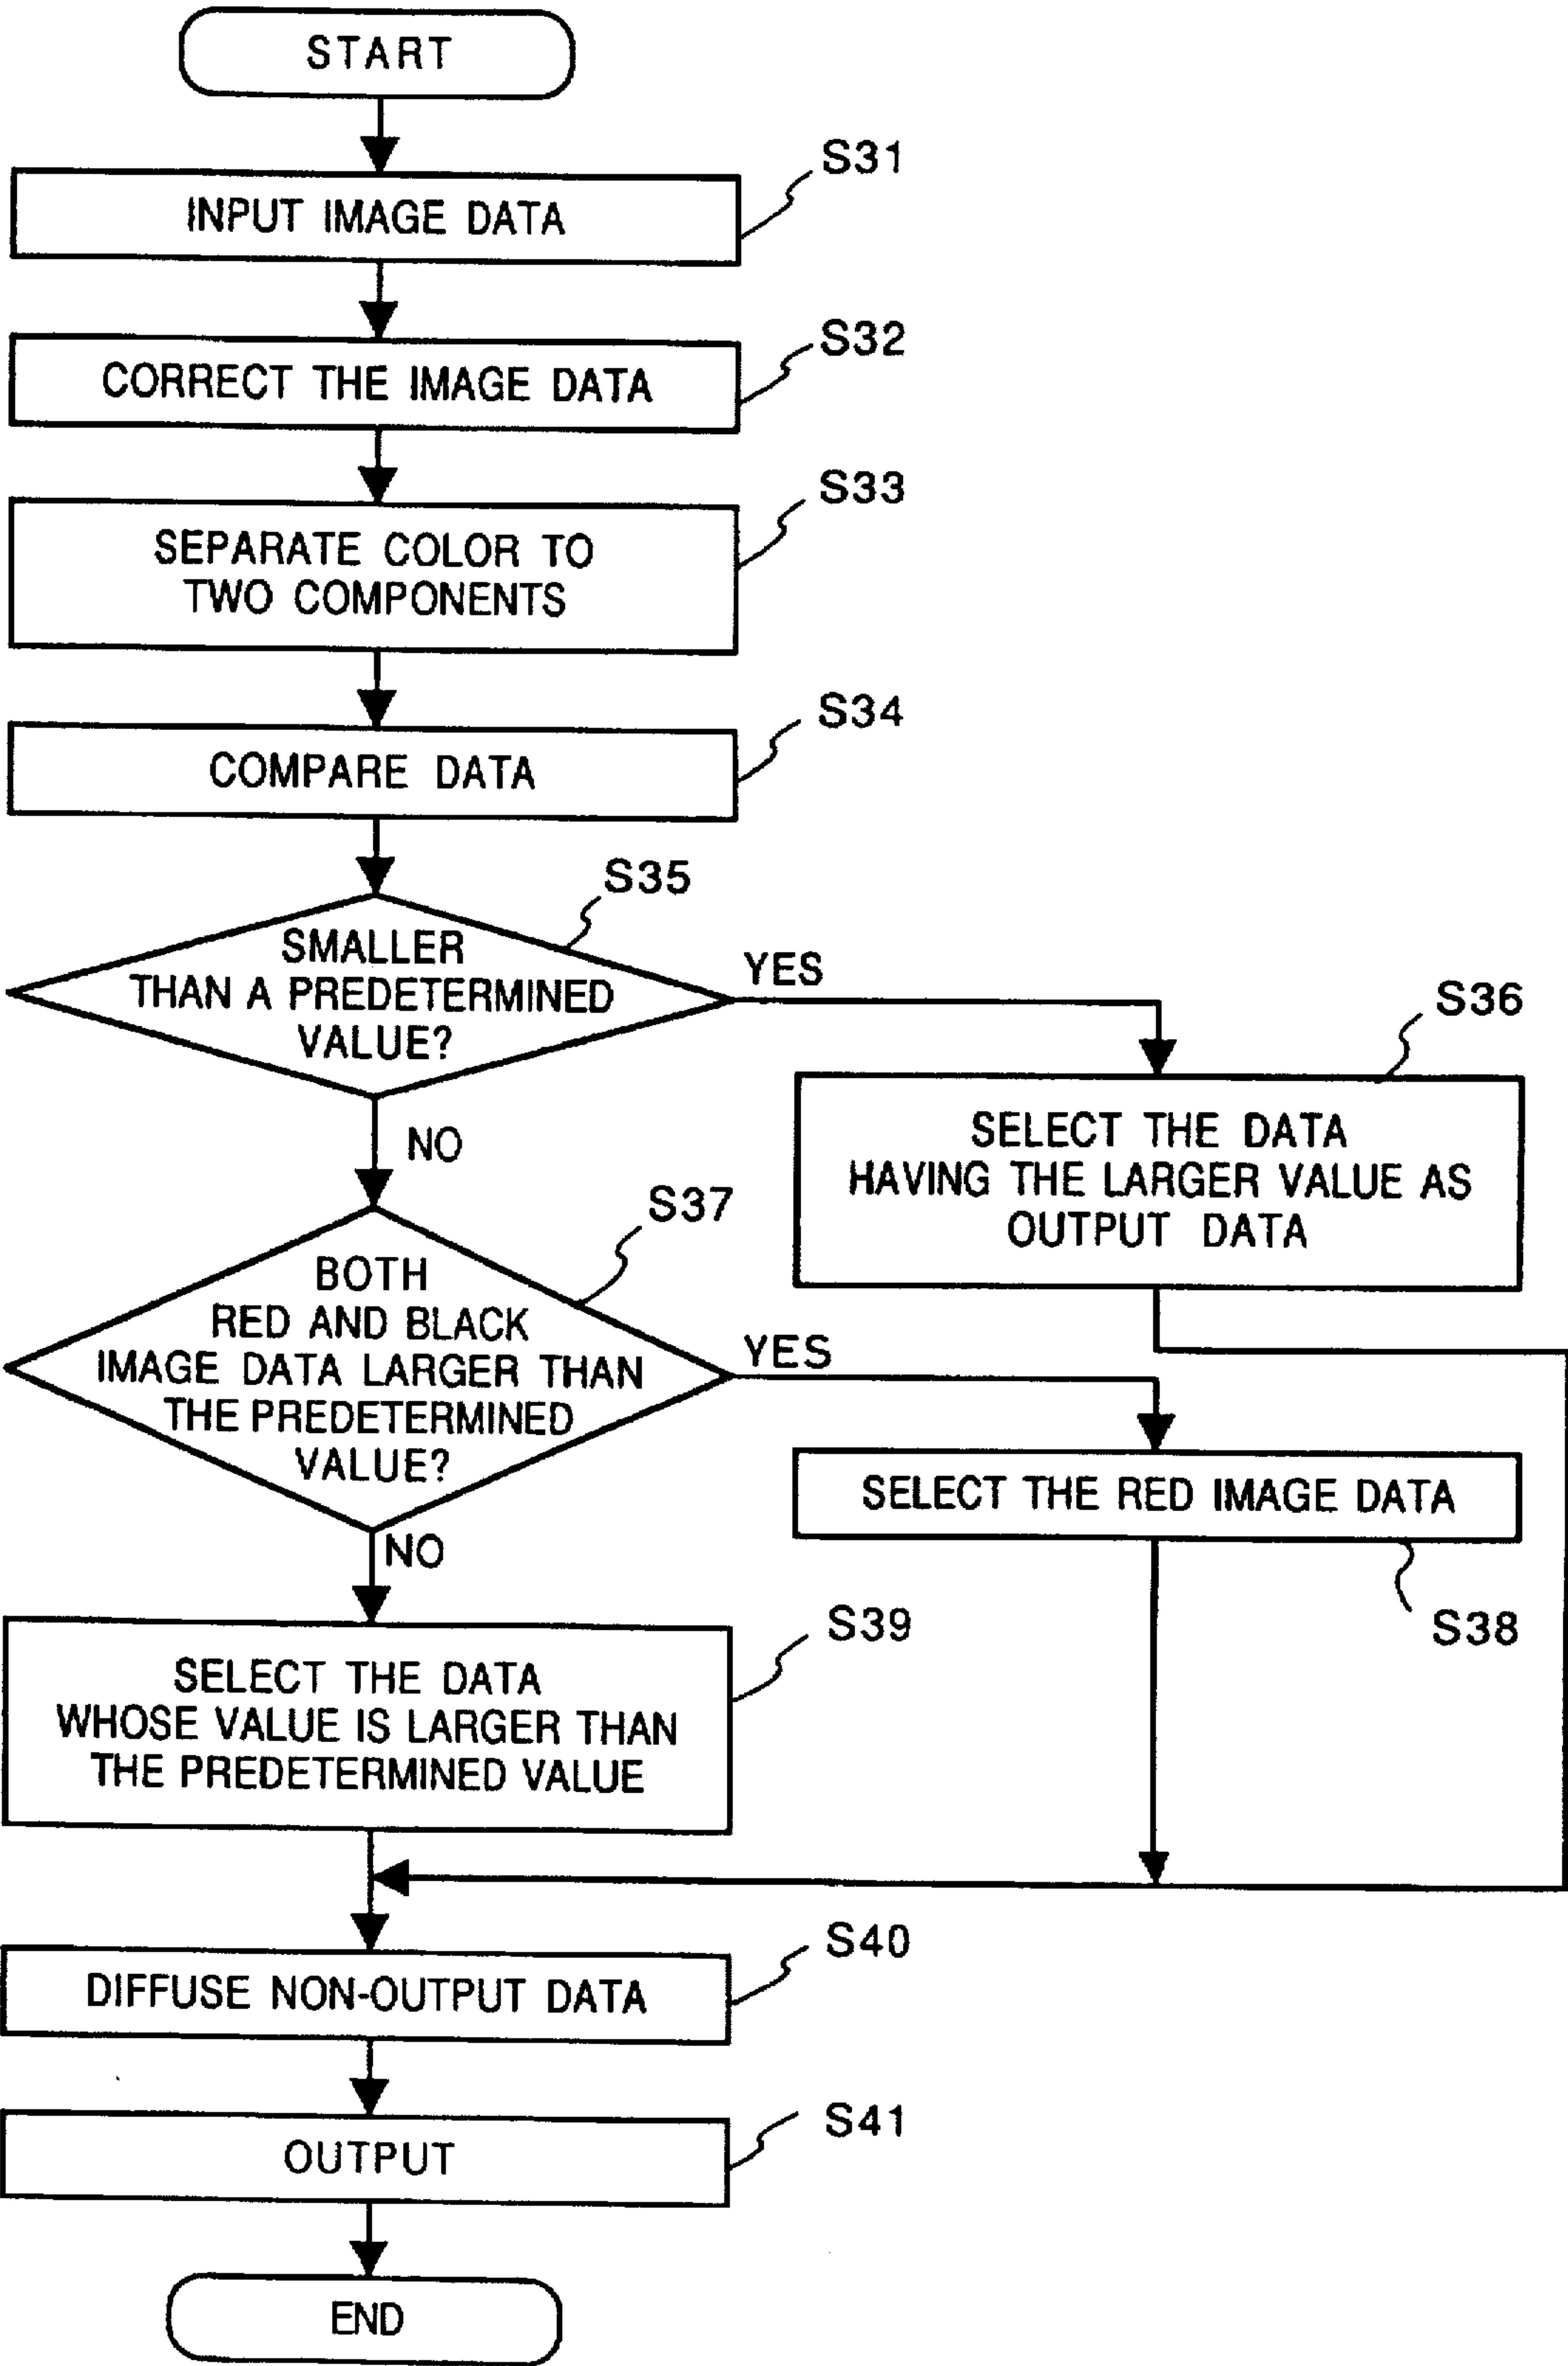 START
S31
INPUT IMAGE DATA
S32
CORRECT THE IMAGE DATA
S33
SEPARATE COLOR TO
TWO COMPONENTS
S34
COMPARE DATA
S35
SMALLER
THAN A PREDETERMINED
VALUE?
YES
NO
S36
SELECT THE DATA
HAVING THE LARGER VALUE AS
OUTPUT DATA
S37
BOTH
RED AND BLACK
IMAGE DATA LARGER THAN
THE PREDETERMINED
VALUE?
YES
NO
SELECT THE RED IMAGE DATA
S38
S39
SELECT THE DATA
WHOSE VALUE IS LARGER THAN
THE PREDETERMINED VALUE
S40
DIFFUSE NON-OUTPUT DATA
S41
OUTPUT
END